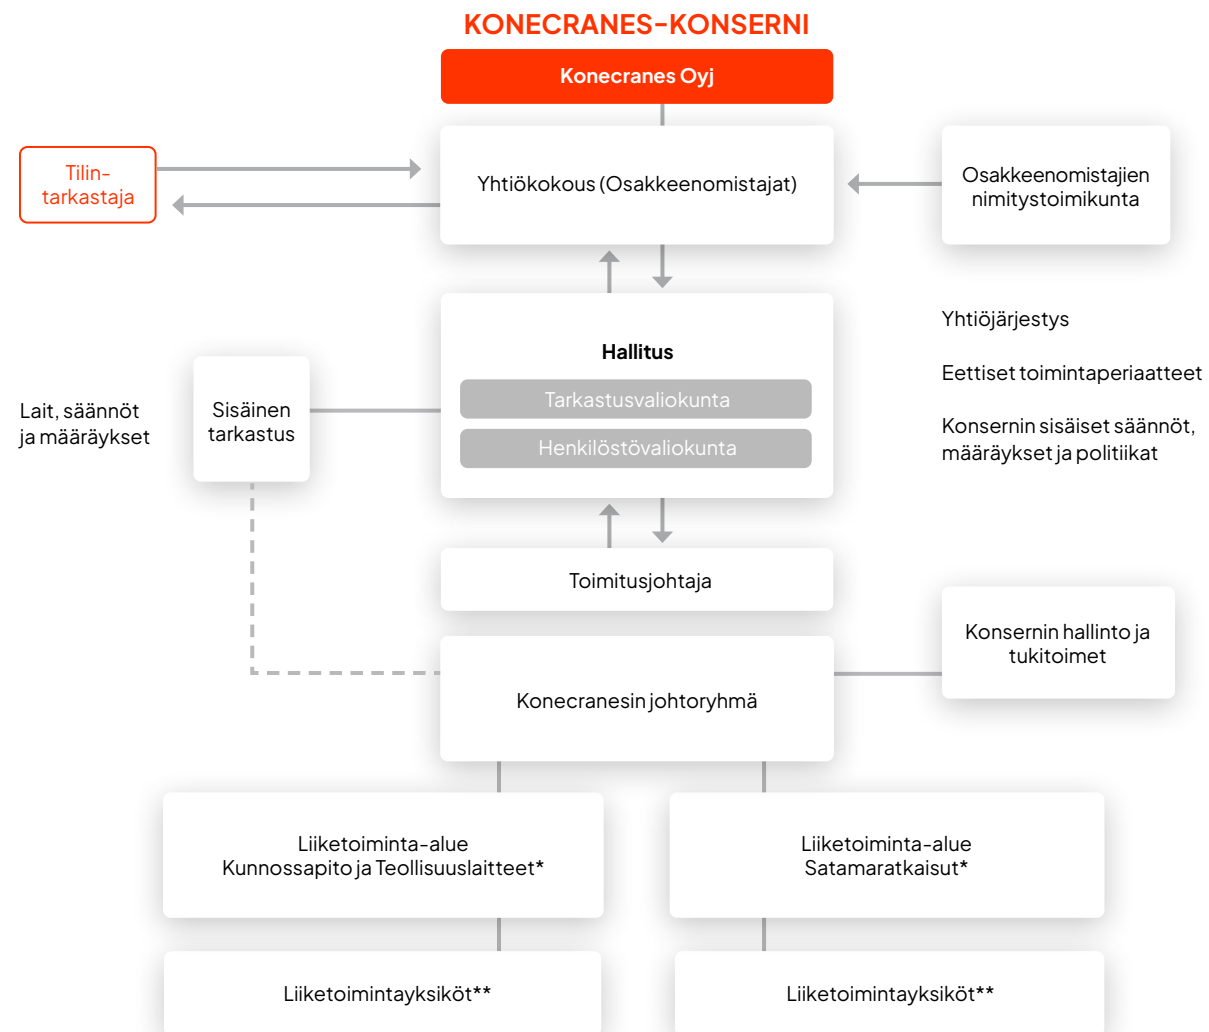 KONECRANES-KONSERNI
Konecranes Oyj
Tilin-
tarkastaja
Yhtiökokous (Osakkeenomistajat)
Osakkeenomistajien
nimitystoimikunta
Hallitus
Tarkastusvaliokunta
Henkilöstövaliokunta
Lait, säännöt
ja määräykset
Sisäinen
tarkastus
Yhtiöjärjestys
Eettiset toimintaperiaatteet
Konsernin sisäiset säännöt,
määräykset ja politiikat
Toimitusjohtaja
Konsernin hallinto ja
tukitoimet
Konecranesin johtoryhmä
Liiketoiminta-alue
Kunnossapito ja Teollisuuslaitteet*
Liiketoiminta-alue
Satamaratkaisut*
Liiketoimintayksiköt**
Liiketoimintayksiköt**